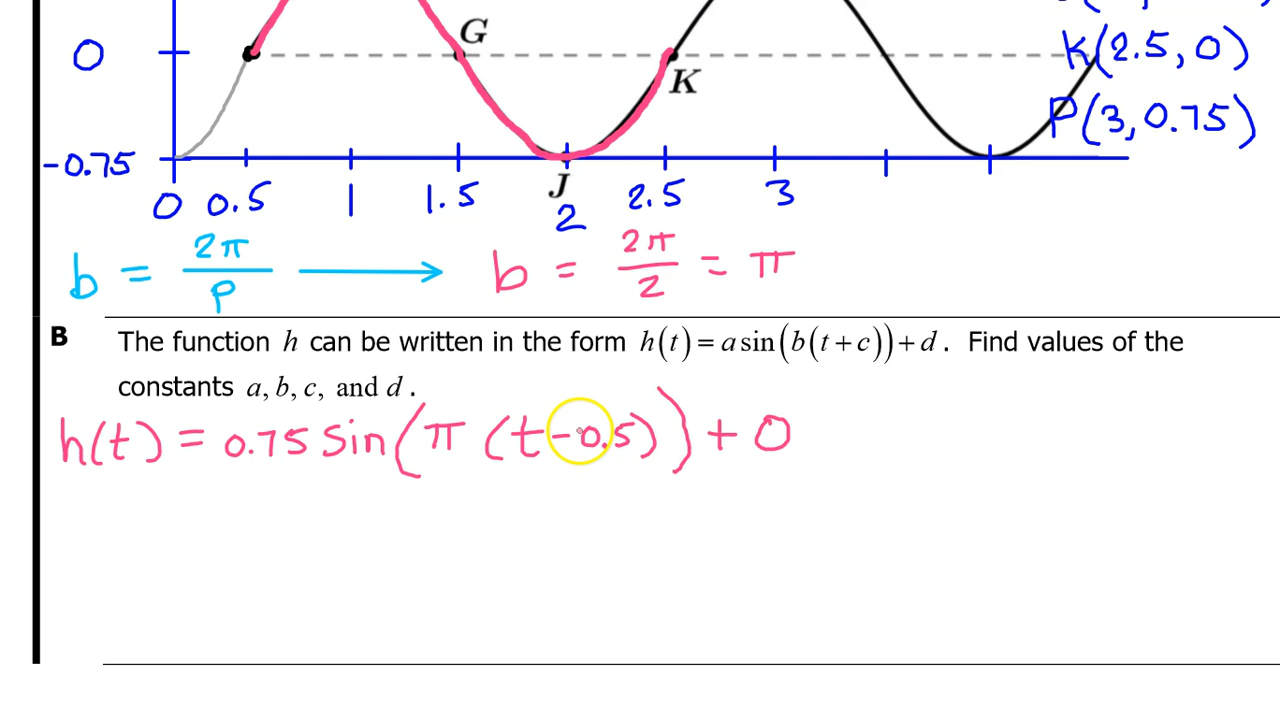 G
0
K
K(2.5, 0)
P(3, 0.75)
-0.75
J
0 0.5 1 1.5 2 2.5 3
b = 2π/P → b = 2π/2 = π
B The function h can be written in the form h(t) = a sin(b(t + c)) + d. Find values of the
constants a, b, c, and d.
h(t) = 0.75 sin(π (t - 0.5)) + 0